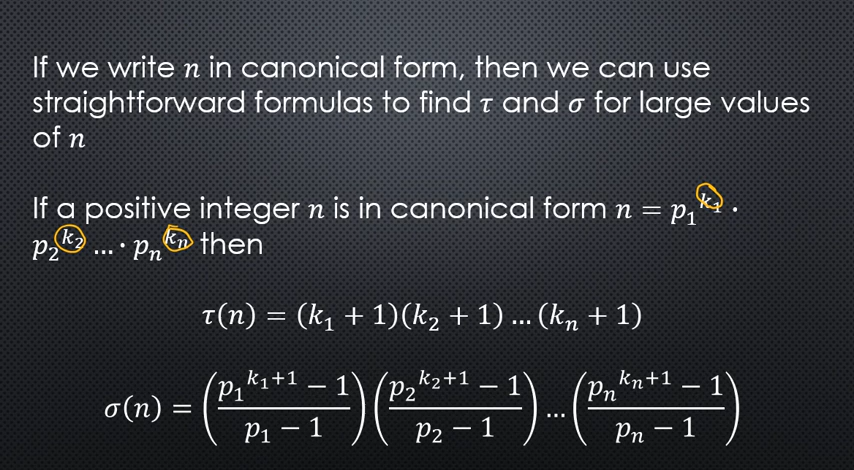 If we write n in canonical form, then we can use
straightforward formulas to find τ and σ for large values
of n
If a positive integer n is in canonical form n = p₁^k₁ ·
p₂^k₂ … · pₙ^kₙ then
τ(n) = (k₁ + 1)(k₂ + 1) … (kₙ + 1)
σ(n) = ((p₁^(k₁+1) − 1)/(p₁ − 1)) ((p₂^(k₂+1) − 1)/(p₂ − 1)) … ((pₙ^(kₙ+1) − 1)/(pₙ − 1))